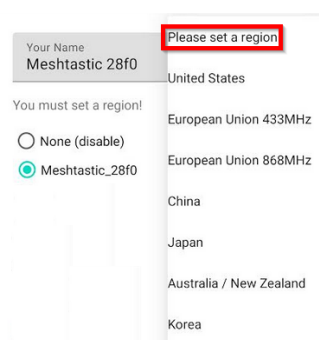 Your Name
Meshtastic 28f0
You must set a region!
None (disable)
Meshtastic_28f0
Please set a region
United States
European Union 433MHz
European Union 868MHz
China
Japan
Australia / New Zealand
Korea